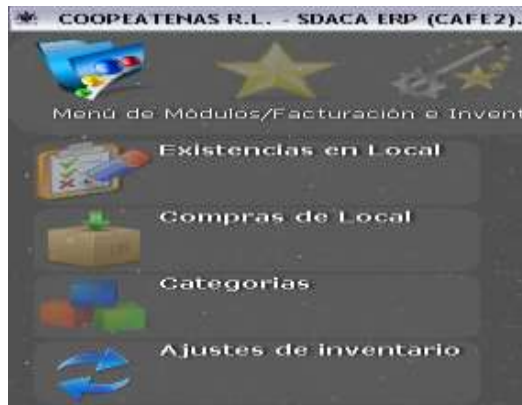 COOPEATENAS R.L. - SDACA ERP (CAFE2).
Menú de Módulos/Facturación e Invent
Existencias en Local
Compras de Local
Categorias
Ajustes de inventario